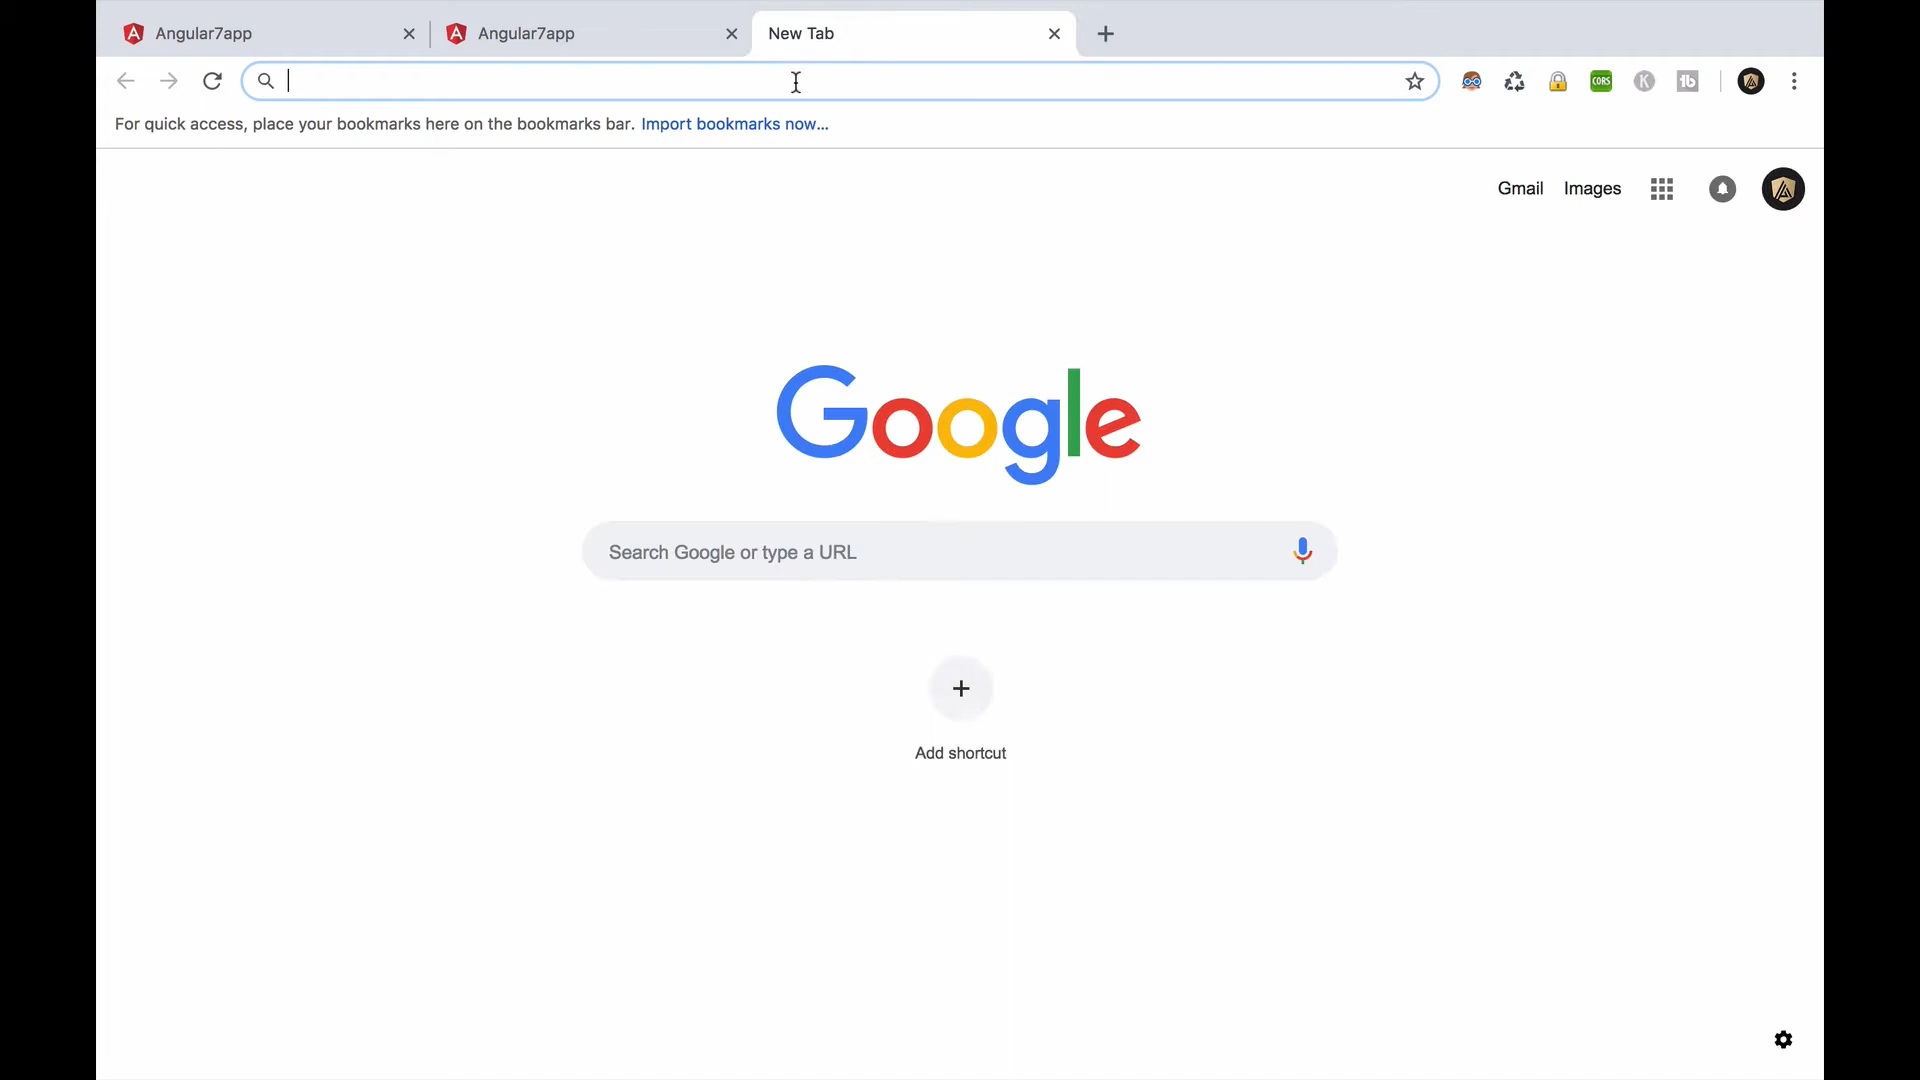 Angular7app
Angular7app
New Tab
CORS
K
For quick access, place your bookmarks here on the bookmarks bar. Import bookmarks now...
Gmail
Images
Google
Search Google or type a URL
Add shortcut